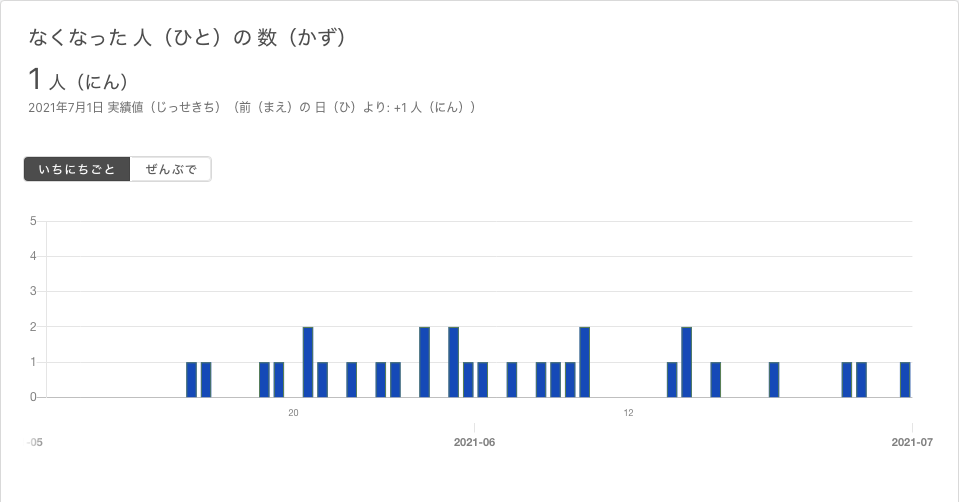 なくなった 人（ひと）の 数（かず）
1 人（にん）
2021年7月1日 実績値（じっせきち）（前（まえ）の 日（ひ）より: +1 人（にん））
いちにちごと ぜんぶで
5
4
3
2
1
0
20 12
-05 2021-06 2021-07